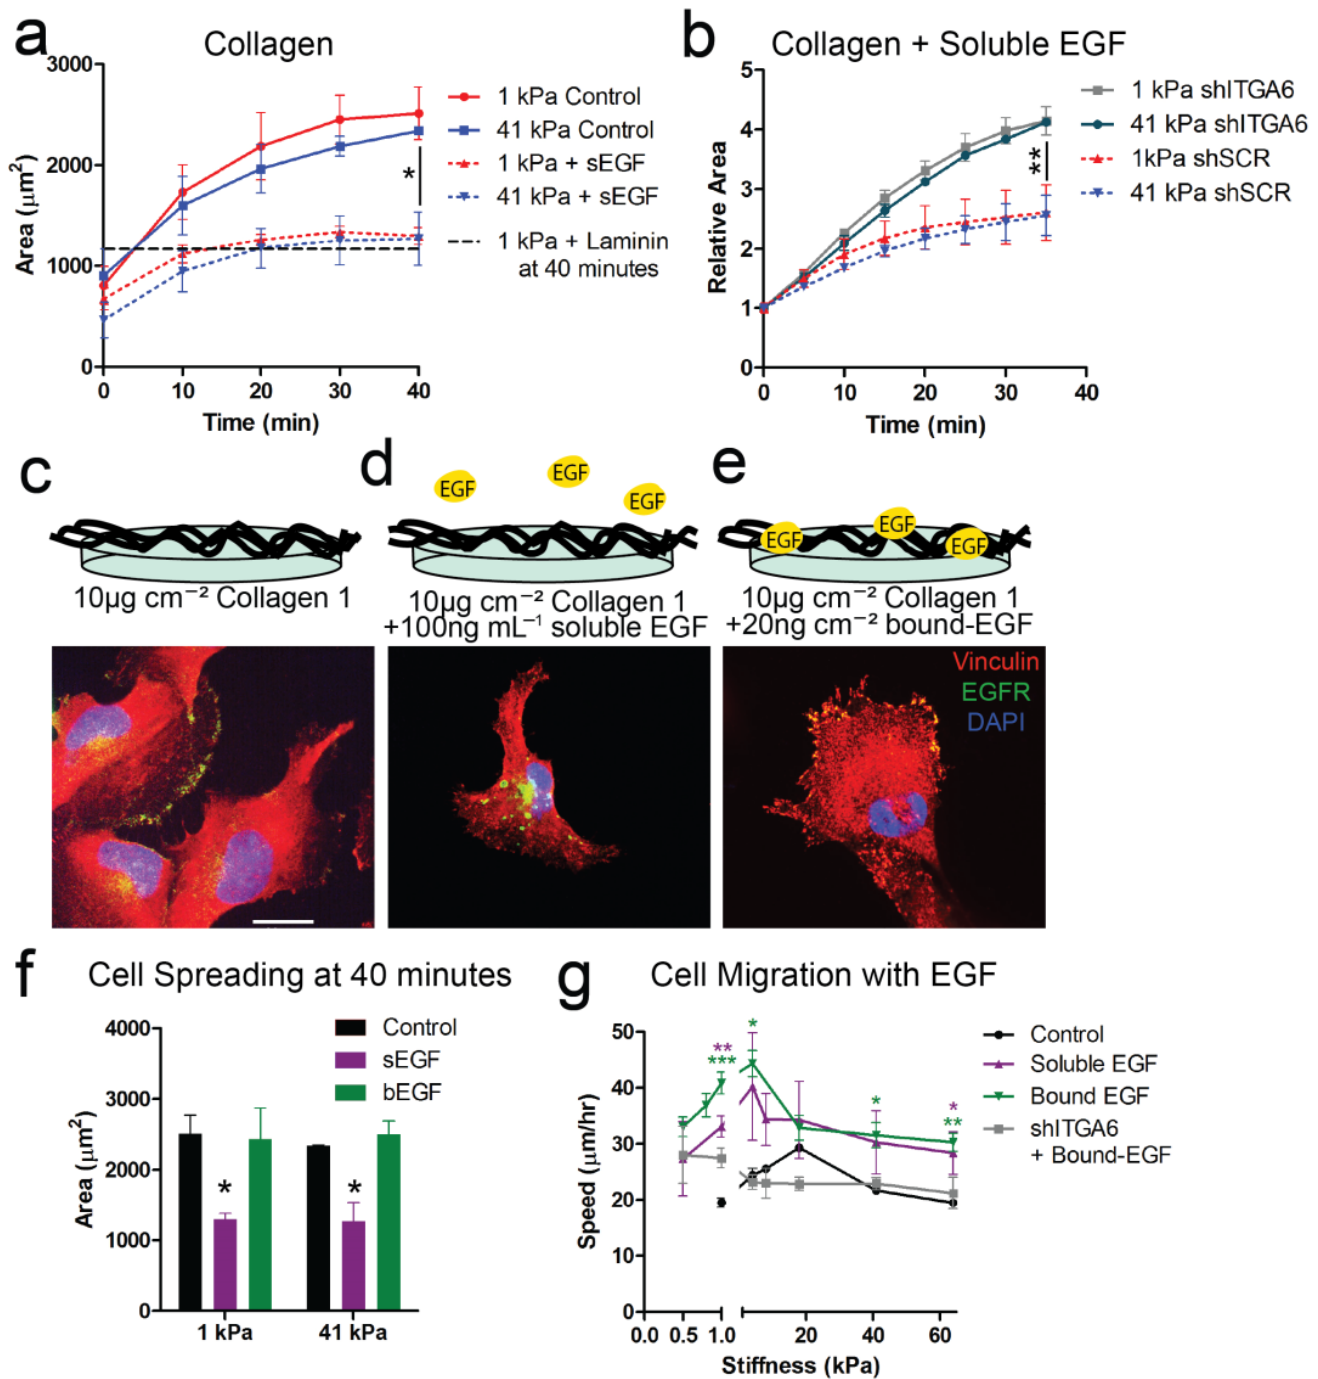 a
Collagen
3000
2000
1000
0
Area (μm²)
0 10 20 30 40
Time (min)
1 kPa Control
41 kPa Control
1 kPa + sEGF
41 kPa + sEGF
1 kPa + Laminin
at 40 minutes
*
b
Collagen + Soluble EGF
5
4
3
2
1
0
Relative Area
0 10 20 30 40
Time (min)
1 kPa shITGA6
41 kPa shITGA6
1kPa shSCR
41 kPa shSCR
**
c
10μg cm⁻² Collagen 1
d
EGF
EGF
EGF
10μg cm⁻² Collagen 1
+100ng mL⁻¹ soluble EGF
e
EGF
EGF
EGF
10μg cm⁻² Collagen 1
+20ng cm⁻² bound-EGF
Vinculin
EGFR
DAPI
f
Cell Spreading at 40 minutes
4000
3000
2000
1000
0
Area (μm²)
Control
sEGF
bEGF
* *
1 kPa 41 kPa
g
Cell Migration with EGF
50
40
30
20
10
0
Speed (μm/hr)
**
***
*
*
*
**
0.0 0.5 1.0 20 40 60
Stiffness (kPa)
Control
Soluble EGF
Bound EGF
shITGA6
+ Bound-EGF